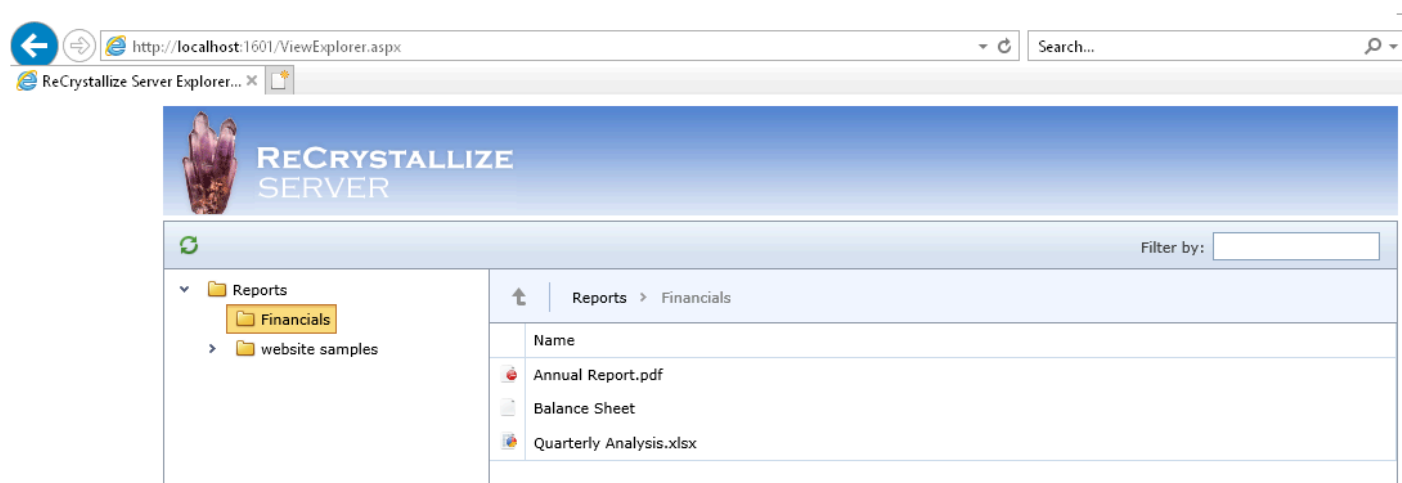 http://localhost:1601/ViewExplorer.aspx
Search...
ReCrystallize Server Explorer...
RECRYSTALLIZE
SERVER
Filter by:
Reports
Financials
website samples
Reports > Financials
Name
Annual Report.pdf
Balance Sheet
Quarterly Analysis.xlsx